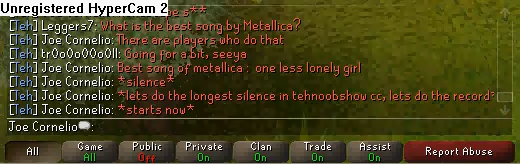 Unregistered HyperCam 2
s**
[Teh] Leggers7: What is the best song by Metallica?
[Teh] Joe Cornelio: There are players who do that
[Teh] tr0o0o00o0ll: Going for a bit, seeya
[Teh] Joe Cornelio: Best song of metallica : one less lonely girl
[Teh] Joe Cornelio: *silence*
[Teh] Joe Cornelio: *lets do the longest silence in tehnoobshow cc, lets do the record*
[Teh] Joe Cornelio: *starts now*
Joe Cornelio:
All Game Public Private Clan Trade Assist Report Abuse
All Off On On On On